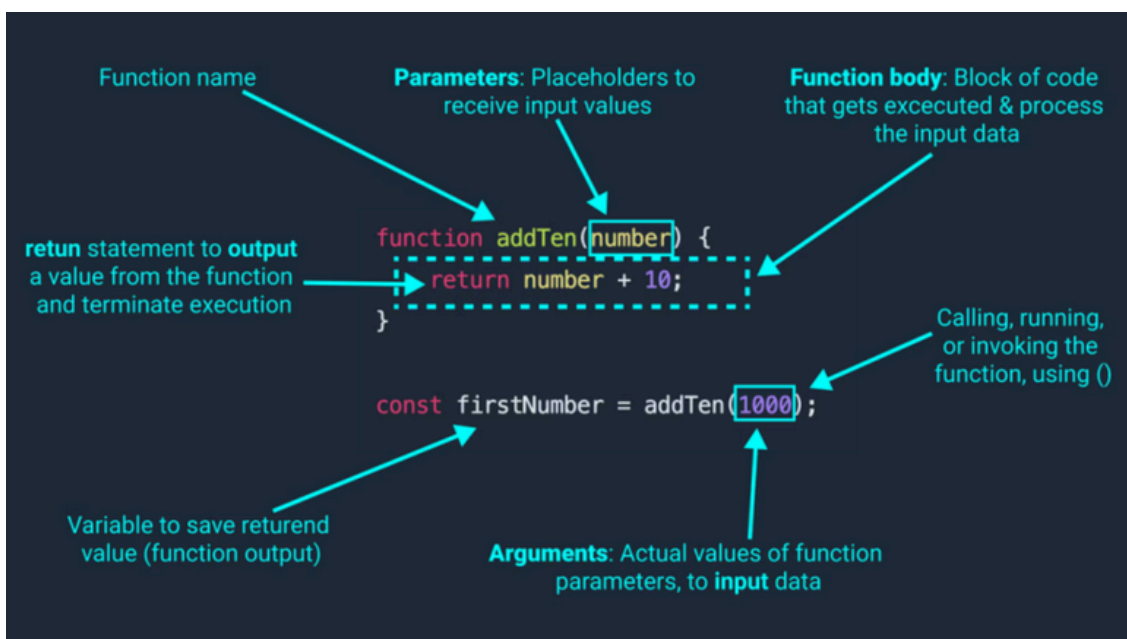 Function name
Parameters: Placeholders to
receive input values
Function body: Block of code
that gets excecuted & process
the input data
function addTen(number) {
return number + 10;
}
retun statement to output
a value from the function
and terminate execution
Calling, running,
or invoking the
function, using ()
const firstNumber = addTen(1000);
Variable to save returend
value (function output)
Arguments: Actual values of function
parameters, to input data